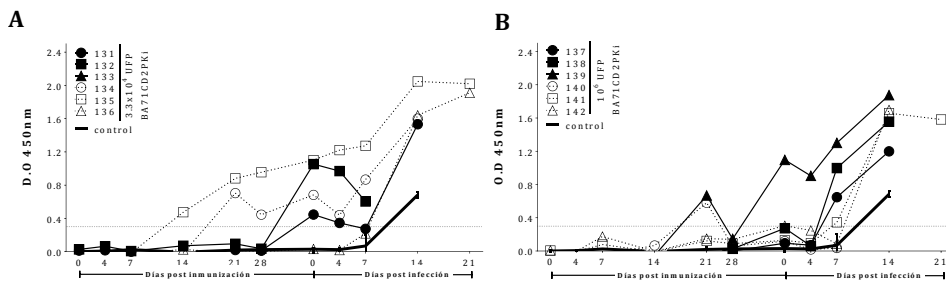 A
D.O 450nm
2.4
2.0
1.6
1.2
0.8
0.4
0.0
131
132
133
134
135
136
control
3.3x10⁴ UFP
BA71CD2PKi
0 4 7 14 21 28 0 4 7 14 21
Días post inmunización
Días post infección
B
O.D 450nm
2.4
2.0
1.6
1.2
0.8
0.4
0.0
137
138
139
140
141
142
control
10⁶ UFP
BA71CD2PKi
0 4 7 14 21 28 0 4 7 14 21
Días post inmunización
Días post infección